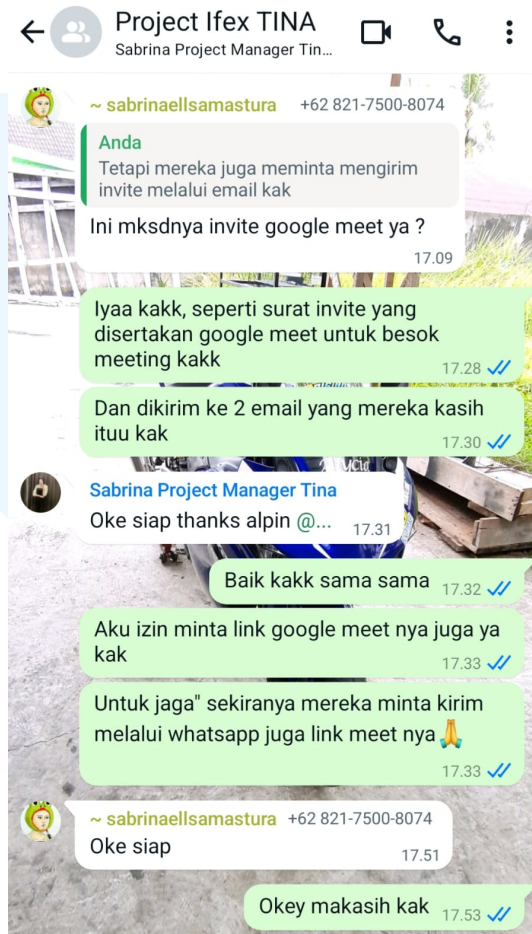 Project Ifex TINA
Sabrina Project Manager Tin...
~ sabrinaellsamastura +62 821-7500-8074
Anda
Tetapi mereka juga meminta mengirim
invite melalui email kak
Ini mksdnya invite google meet ya ?
17.09
Iyaa kakk, seperti surat invite yang
disertakan google meet untuk besok
meeting kakk
17.28
Dan dikirim ke 2 email yang mereka kasih
ituu kak
17.30
Sabrina Project Manager Tina
Oke siap thanks alpin @...
17.31
Baik kakk sama sama
17.32
Aku izin minta link google meet nya juga ya
kak
17.33
Untuk jaga" sekiranya mereka minta kirim
melalui whatsapp juga link meet nya🙏
17.33
~ sabrinaellsamastura +62 821-7500-8074
Oke siap
17.51
Okey makasih kak
17.53